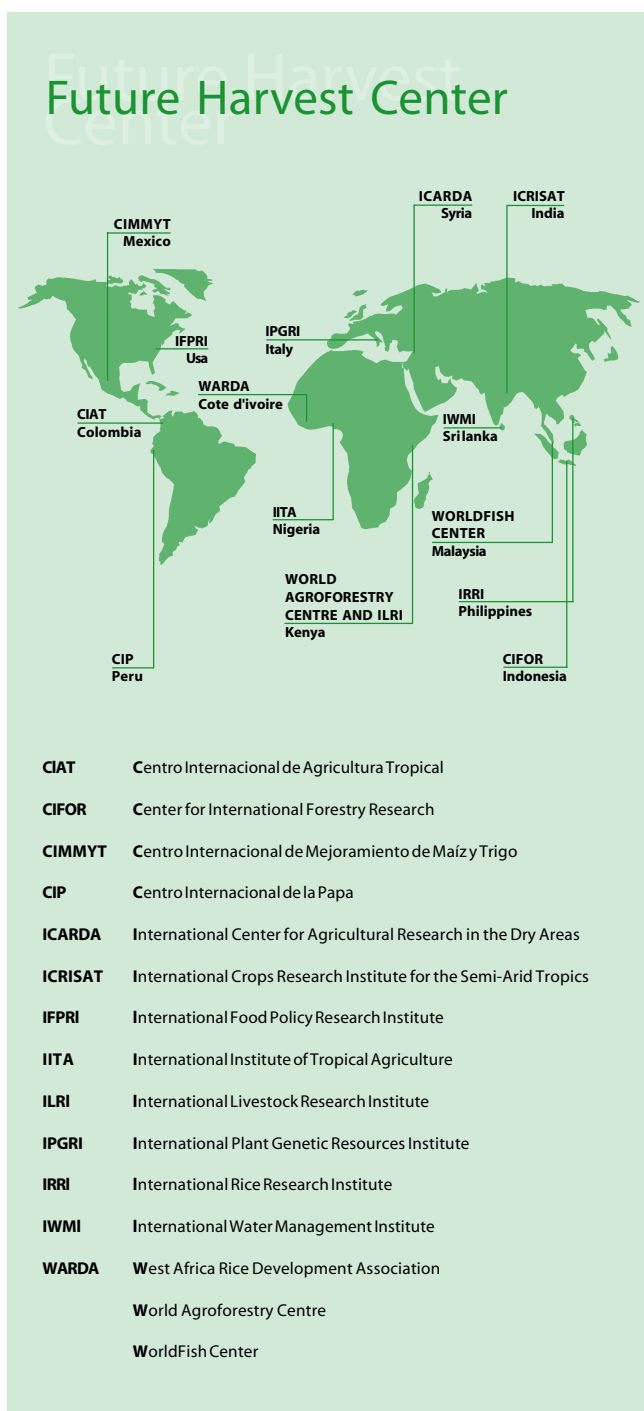 Future Harvest Center
Future Harvest
Center
CIMMYT
Mexico
ICARDA
Syria
ICRISAT
India
IFPRI
Usa
IPGRI
Italy
WARDA
Cote d'ivoire
CIAT
Colombia
IWMI
Srilanka
IITA
Nigeria
WORLDFISH
CENTER
Malaysia
WORLD
AGROFORESTRY
CENTRE AND ILRI
Kenya
IRRI
Philippines
CIP
Peru
CIFOR
Indonesia
CIAT Centro Internacional de Agricultura Tropical
CIFOR Center for International Forestry Research
CIMMYT Centro Internacional de Mejoramiento de Maíz y Trigo
CIP Centro Internacional de la Papa
ICARDA International Center for Agricultural Research in the Dry Areas
ICRISAT International Crops Research Institute for the Semi-Arid Tropics
IFPRI International Food Policy Research Institute
IITA International Institute of Tropical Agriculture
ILRI International Livestock Research Institute
IPGRI International Plant Genetic Resources Institute
IRRI International Rice Research Institute
IWMI International Water Management Institute
WARDA West Africa Rice Development Association
World Agroforestry Centre
WorldFish Center